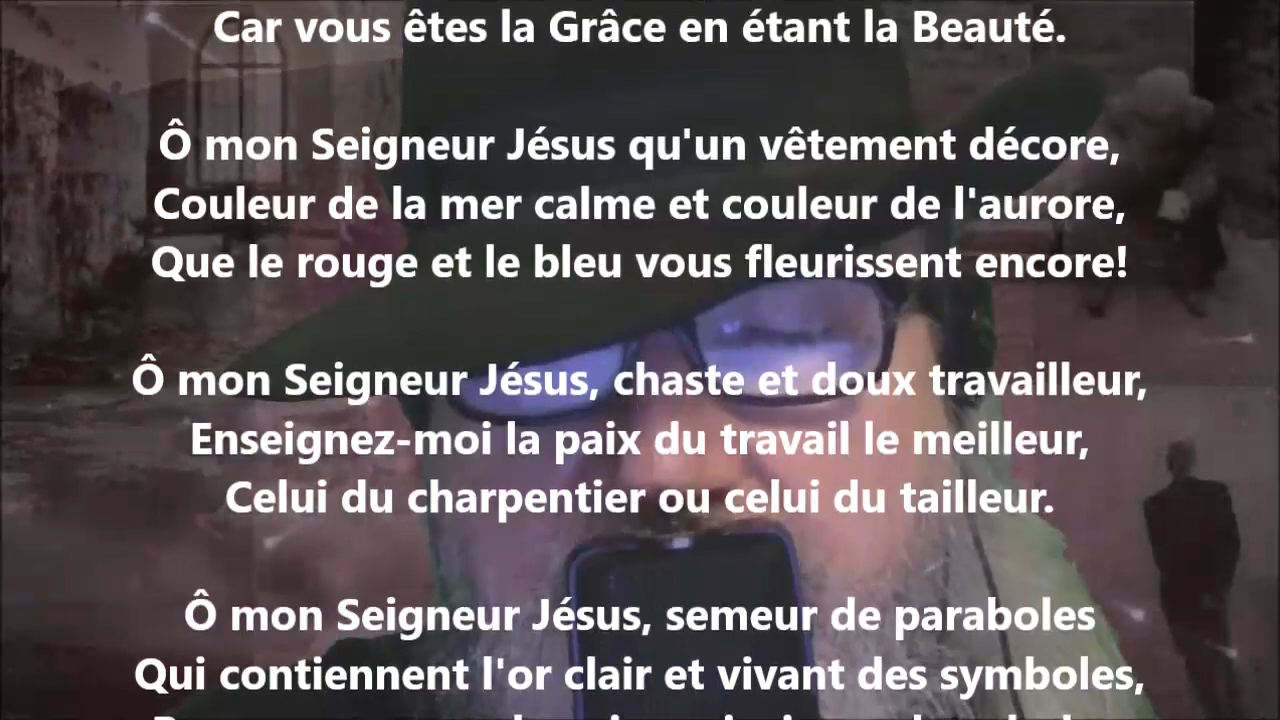 Car vous êtes la Grâce en étant la Beauté.
Ô mon Seigneur Jésus qu'un vêtement décore,
Couleur de la mer calme et couleur de l'aurore,
Que le rouge et le bleu vous fleurissent encore!
Ô mon Seigneur Jésus, chaste et doux travailleur,
Enseignez-moi la paix du travail le meilleur,
Celui du charpentier ou celui du tailleur.
Ô mon Seigneur Jésus, semeur de paraboles
Qui contiennent l'or clair et vivant des symboles,